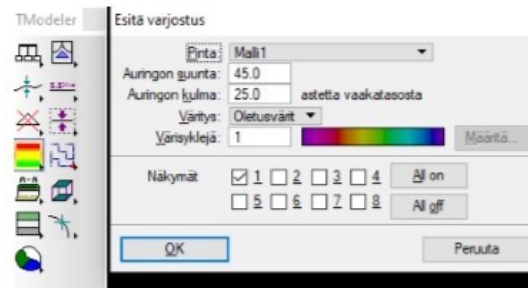 TModeler
Esitä varjostus
Pinta: Malli1
Auringon suunta: 45.0
Auringon kulma: 25.0 astetta vaakatasosta
Väritys: Oletusvärit
Värisyklejä: 1 Määritä...
Näkymät 1 2 3 4 All on
5 6 7 8 All off
OK Peruuta